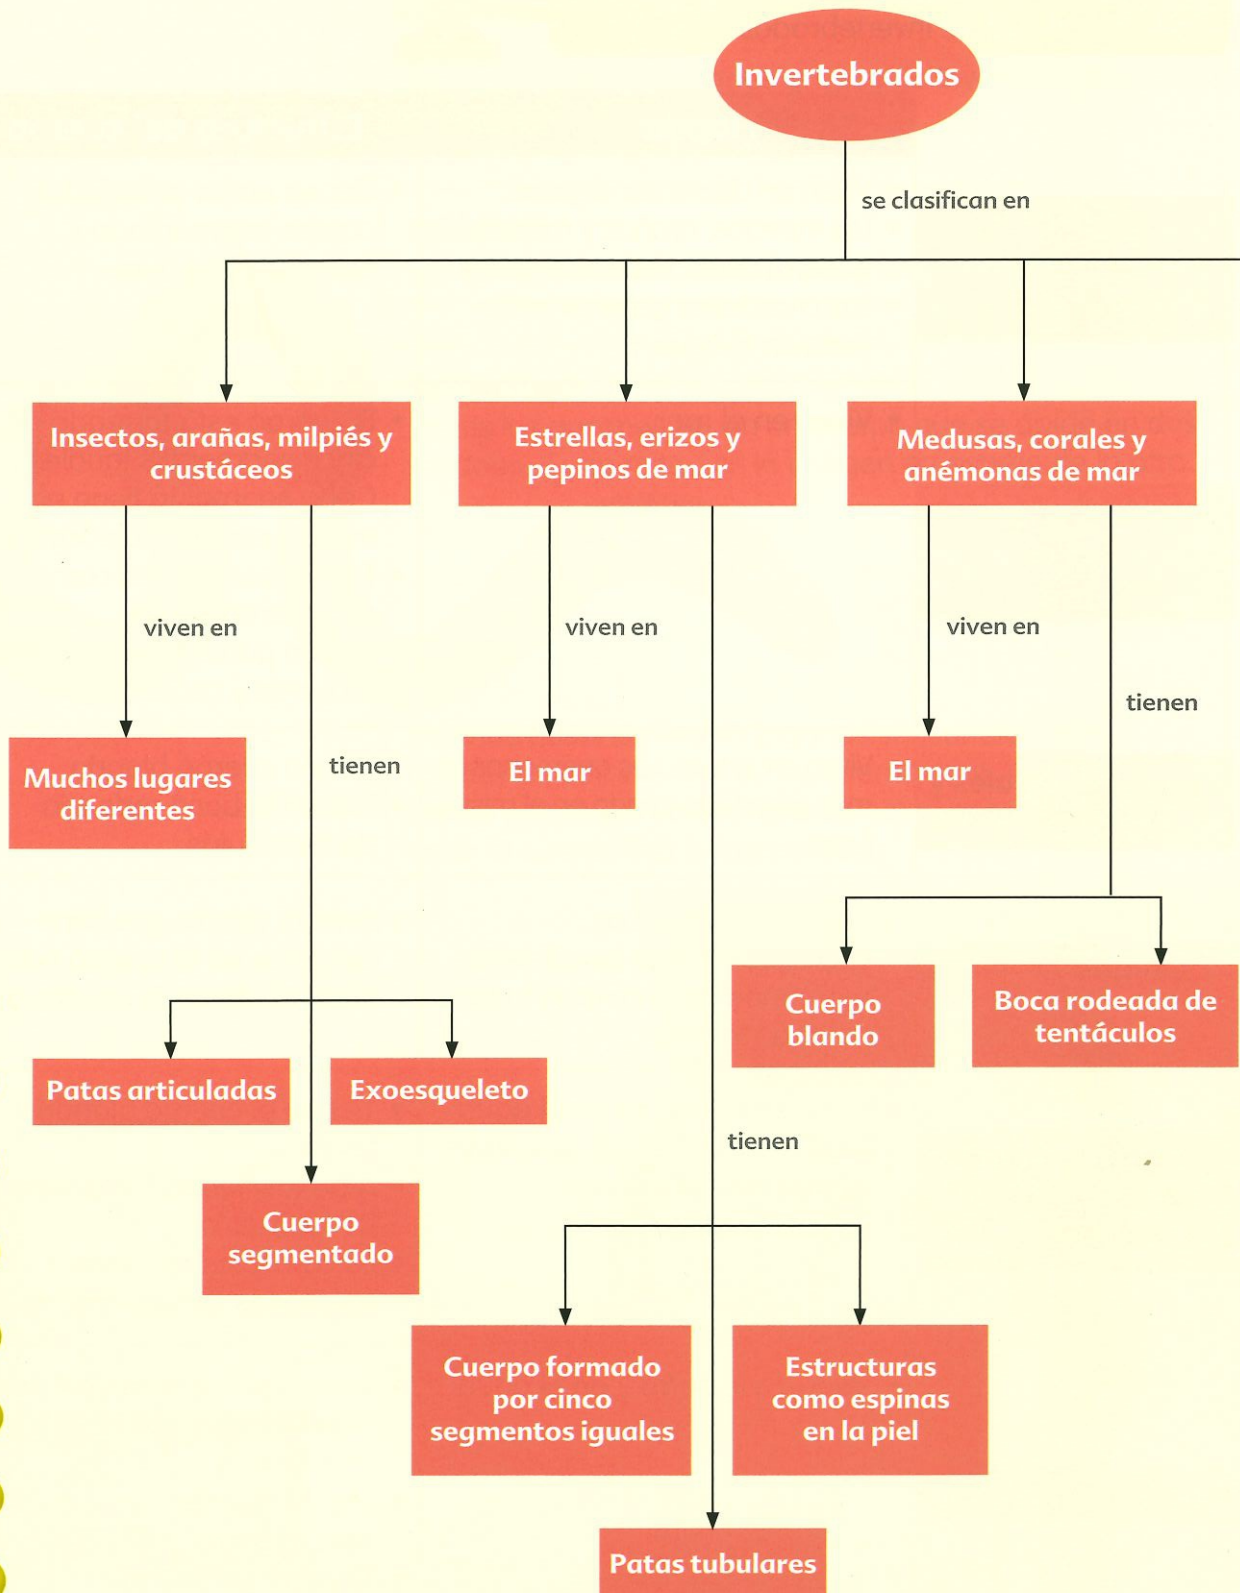 Invertebrados
se clasifican en
Insectos, arañas, milpiés y
crustáceos
Estrellas, erizos y
pepinos de mar
Medusas, corales y
anémonas de mar
viven en
viven en
viven en
tienen
Muchos lugares
diferentes
tienen
El mar
El mar
Cuerpo
blando
Boca rodeada de
tentáculos
Patas articuladas
Exoesqueleto
tienen
Cuerpo
segmentado
Cuerpo formado
por cinco
segmentos iguales
Estructuras
como espinas
en la piel
Patas tubulares